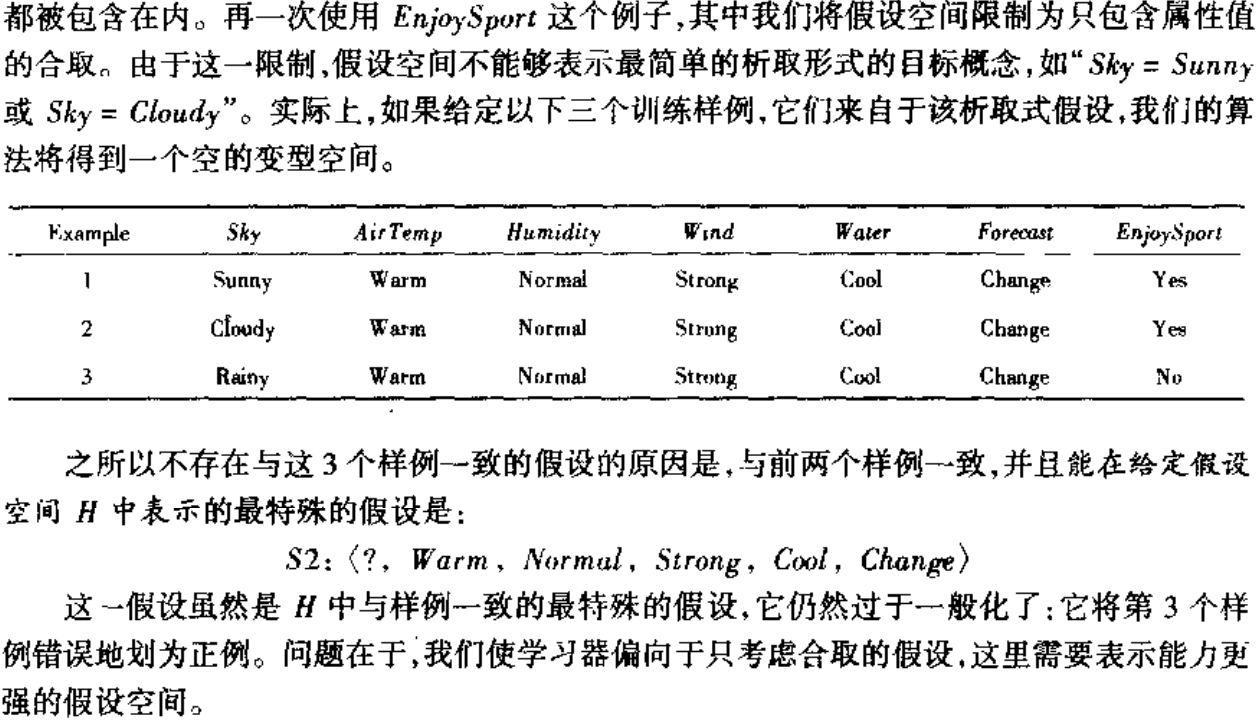 都被包含在内。再一次使用 EnjoySport 这个例子,其中我们将假设空间限制为只包含属性值
的合取。由于这一限制,假设空间不能够表示最简单的析取形式的目标概念,如“Sky = Sunny
或 Sky = Cloudy”。实际上,如果给定以下三个训练样例,它们来自于该析取式假设,我们的算
法将得到一个空的变型空间。
Example Sky AirTemp Humidity Wind Water Forecast EnjoySport
1 Sunny Warm Normal Strong Cool Change Yes
2 Cloudy Warm Normal Strong Cool Change Yes
3 Rainy Warm Normal Strong Cool Change No
之所以不存在与这 3 个样例一致的假设的原因是,与前两个样例一致,并且能在给定假设
空间 H 中表示的最特殊的假设是:
S2:〈?, Warm, Normal, Strong, Cool, Change〉
这一假设虽然是 H 中与样例一致的最特殊的假设,它仍然过于一般化了;它将第 3 个样
例错误地划为正例。问题在于,我们使学习器偏向于只考虑合取的假设,这里需要表示能力更
强的假设空间。